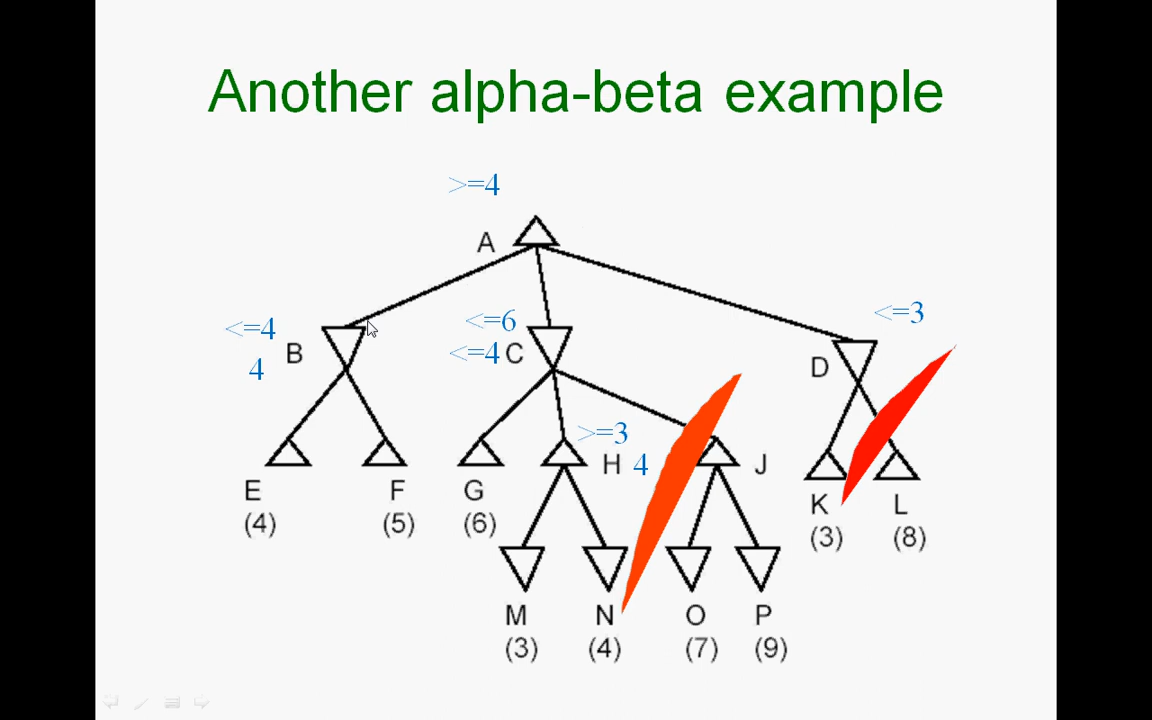 Another alpha-beta example
>=4
A
<=4
B
4
<=6
<=4 C
<=3
D
>=3
H 4
J
E
(4)
F
(5)
G
(6)
K
(3)
L
(8)
M
(3)
N
(4)
O
(7)
P
(9)